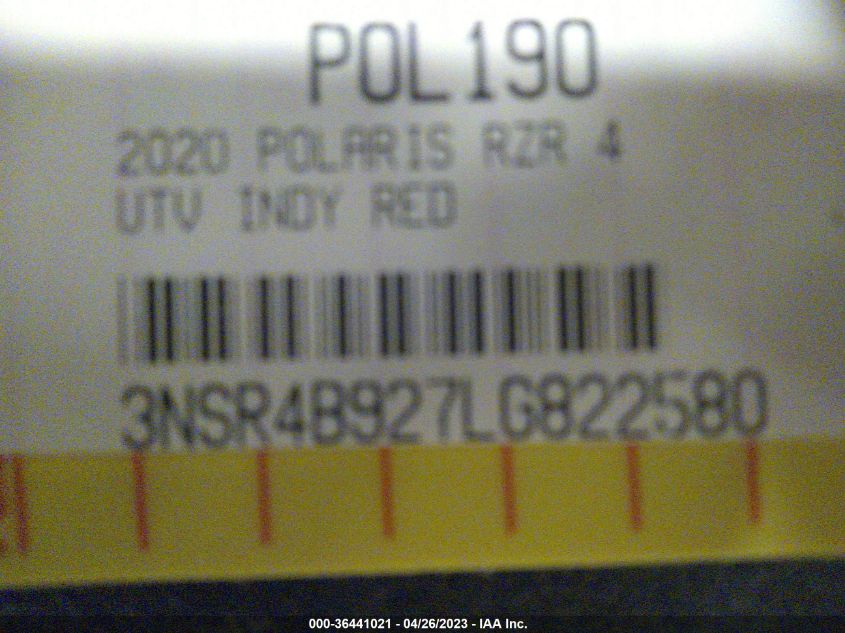 POL190
2020 POLARIS RZR 4
UTV INDY RED
3NSR4B927LG822580
000-36441021 - 04/26/2023 - IAA Inc.